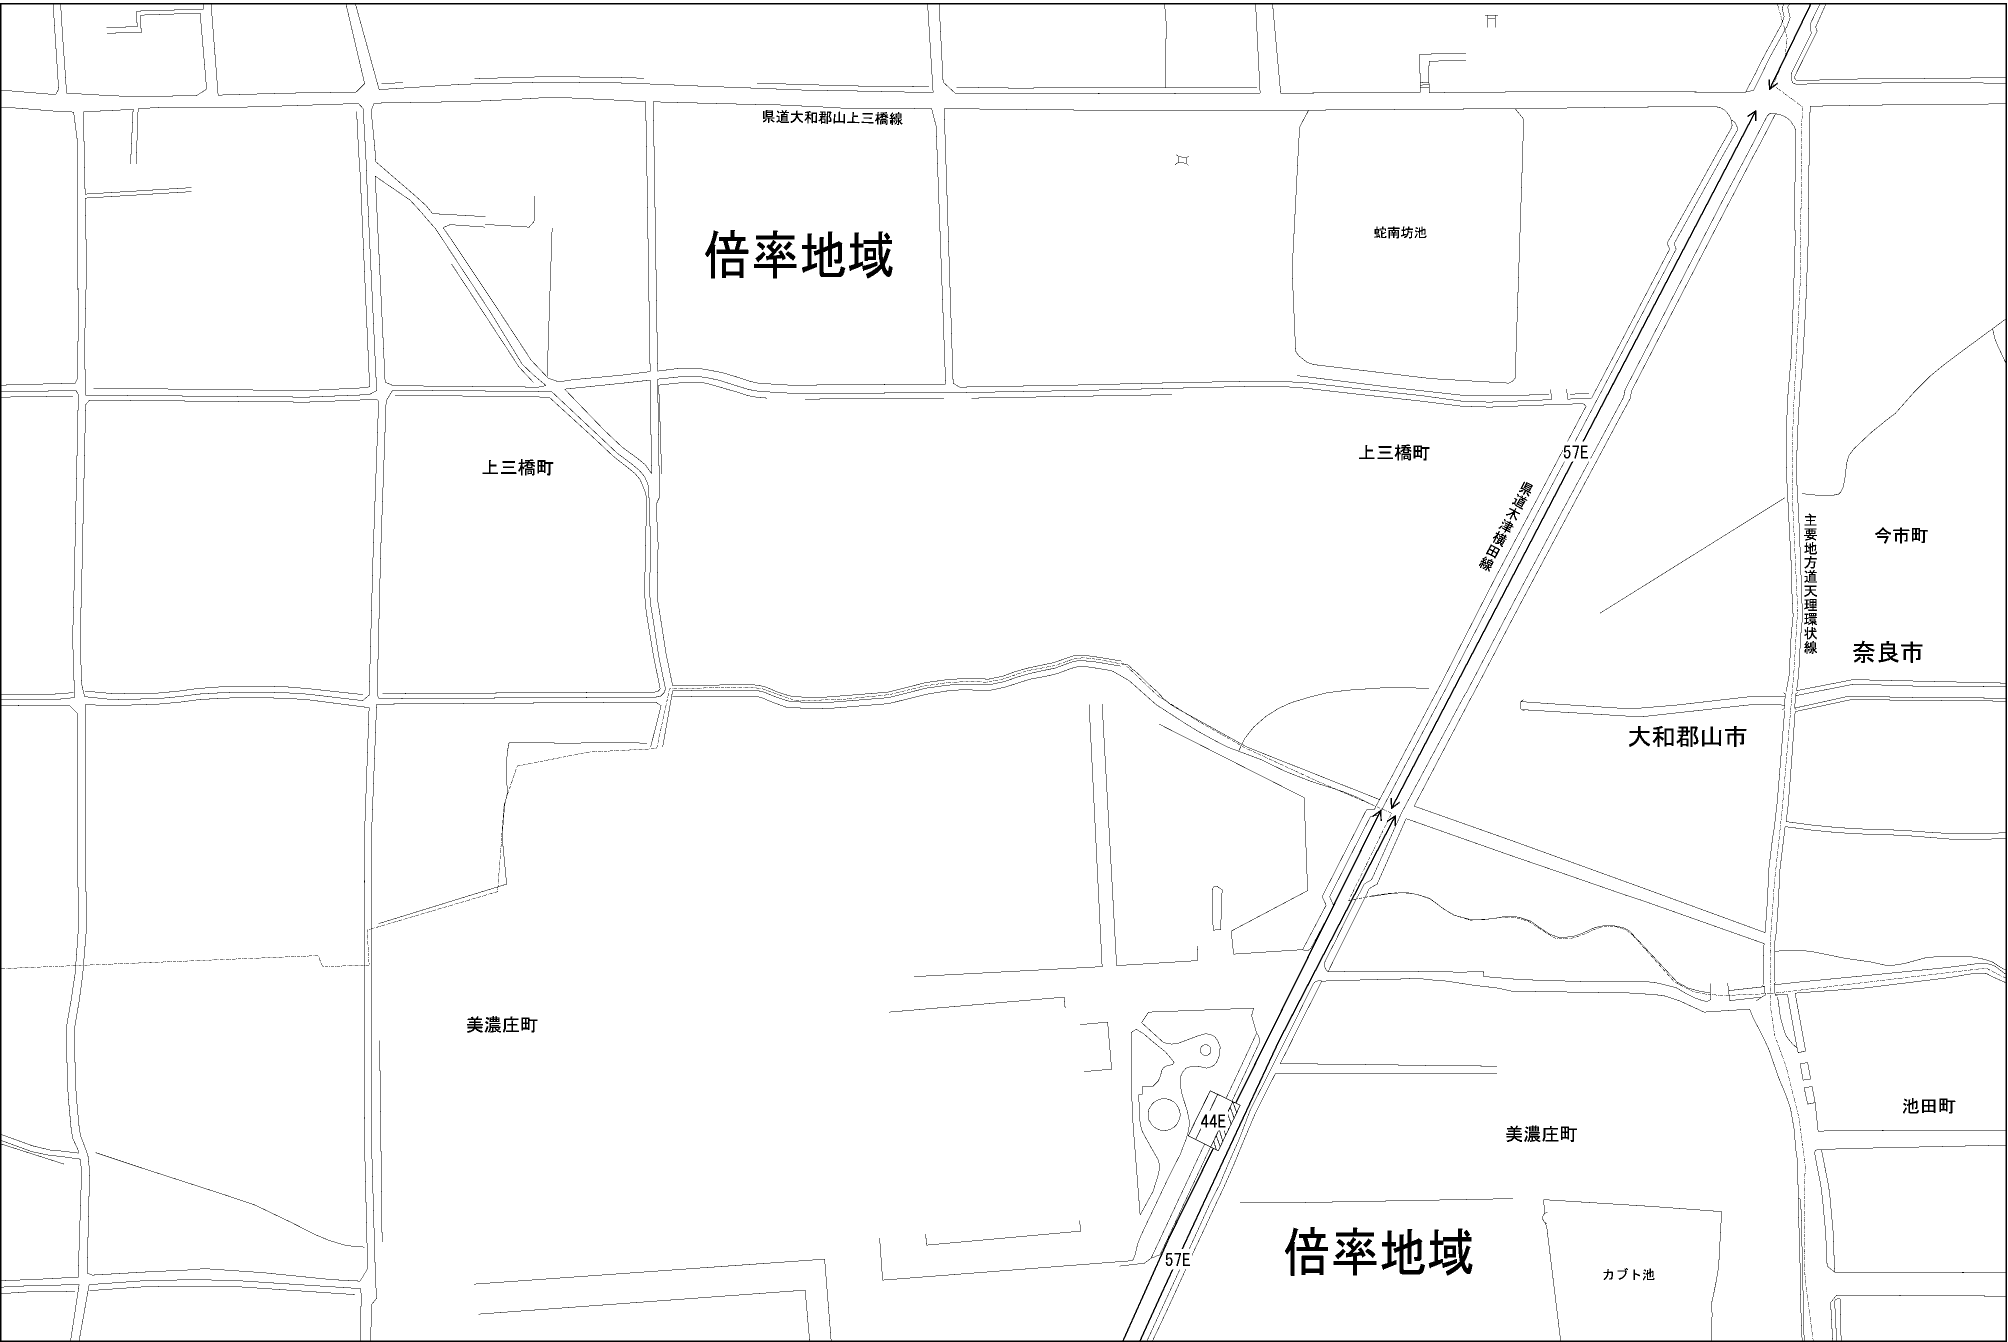 県道大和郡山上三橋線
倍率地域
蛇南坊池
上三橋町
上三橋町
57E
県道木津横田線
主要地方道天理環状線
今市町
奈良市
大和郡山市
美濃庄町
44E
美濃庄町
池田町
57E
倍率地域
カブト池